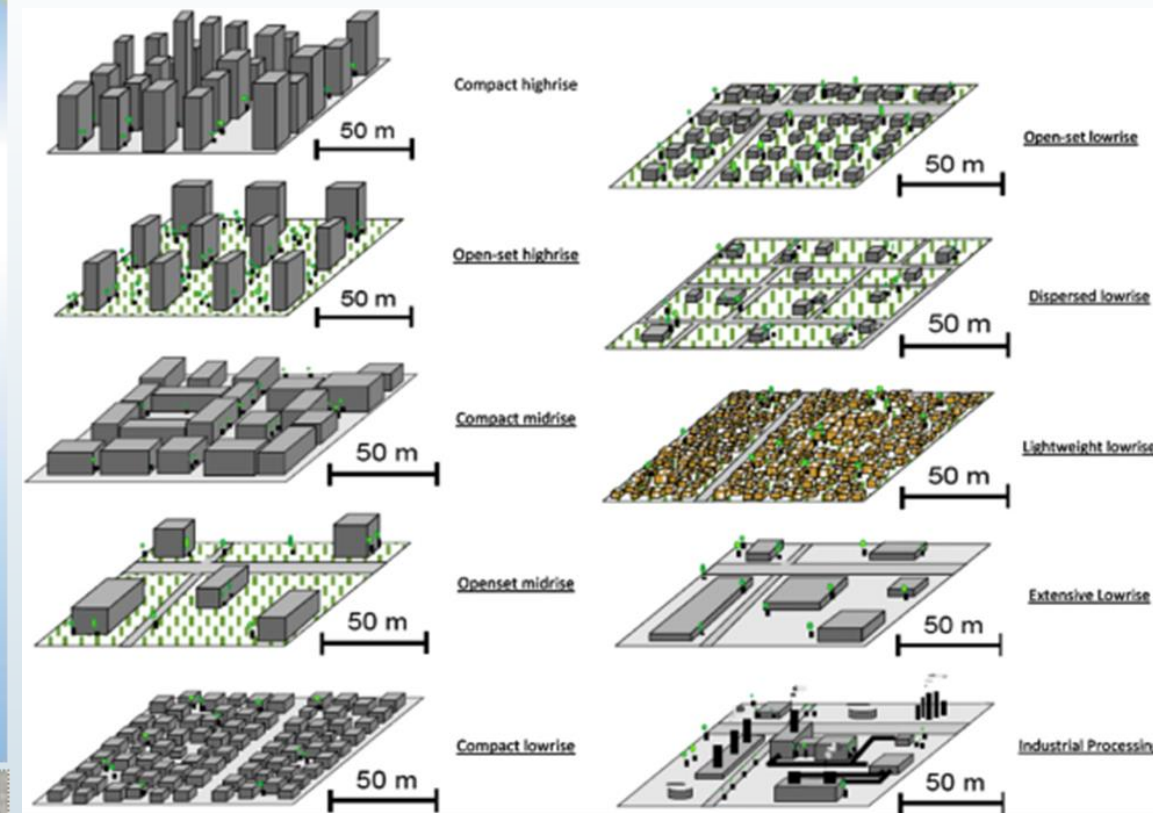 Compact highrise
50 m
Open-set highrise
50 m
Compact midrise
50 m
Openset midrise
50 m
Compact lowrise
50 m
Open-set lowrise
50 m
Dispersed lowrise
50 m
Lightweight lowrise
50 m
Extensive Lowrise
50 m
Industrial Processing
50 m